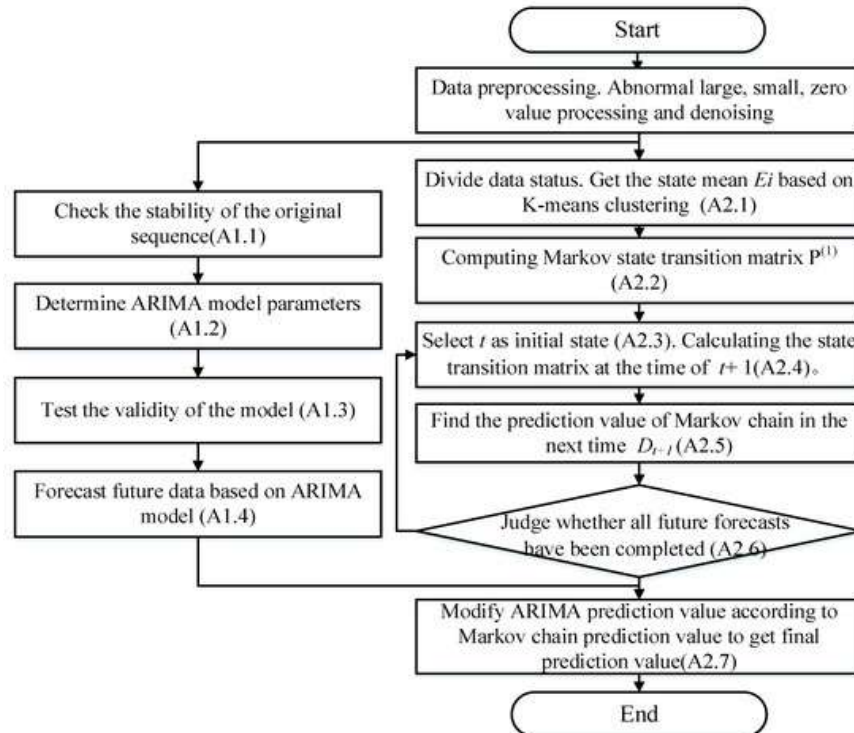 Start
Data preprocessing. Abnormal large, small, zero
value processing and denoising
Check the stability of the original
sequence(A1.1)
Determine ARIMA model parameters
(A1.2)
Test the validity of the model (A1.3)
Forecast future data based on ARIMA
model (A1.4)
Divide data status. Get the state mean Ei based on
K-means clustering (A2.1)
Computing Markov state transition matrix P⁽¹⁾
(A2.2)
Select t as initial state (A2.3). Calculating the state
transition matrix at the time of t+ 1(A2.4)。
Find the prediction value of Markov chain in the
next time Dₜ₊₁(A2.5)
Judge whether all future forecasts
have been completed (A2.6)
Modify ARIMA prediction value according to
Markov chain prediction value to get final
prediction value(A2.7)
End